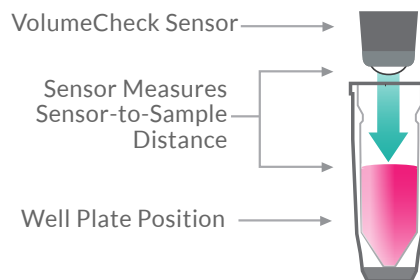 VolumeCheck Sensor
Sensor Measures
Sensor-to-Sample
Distance
Well Plate Position